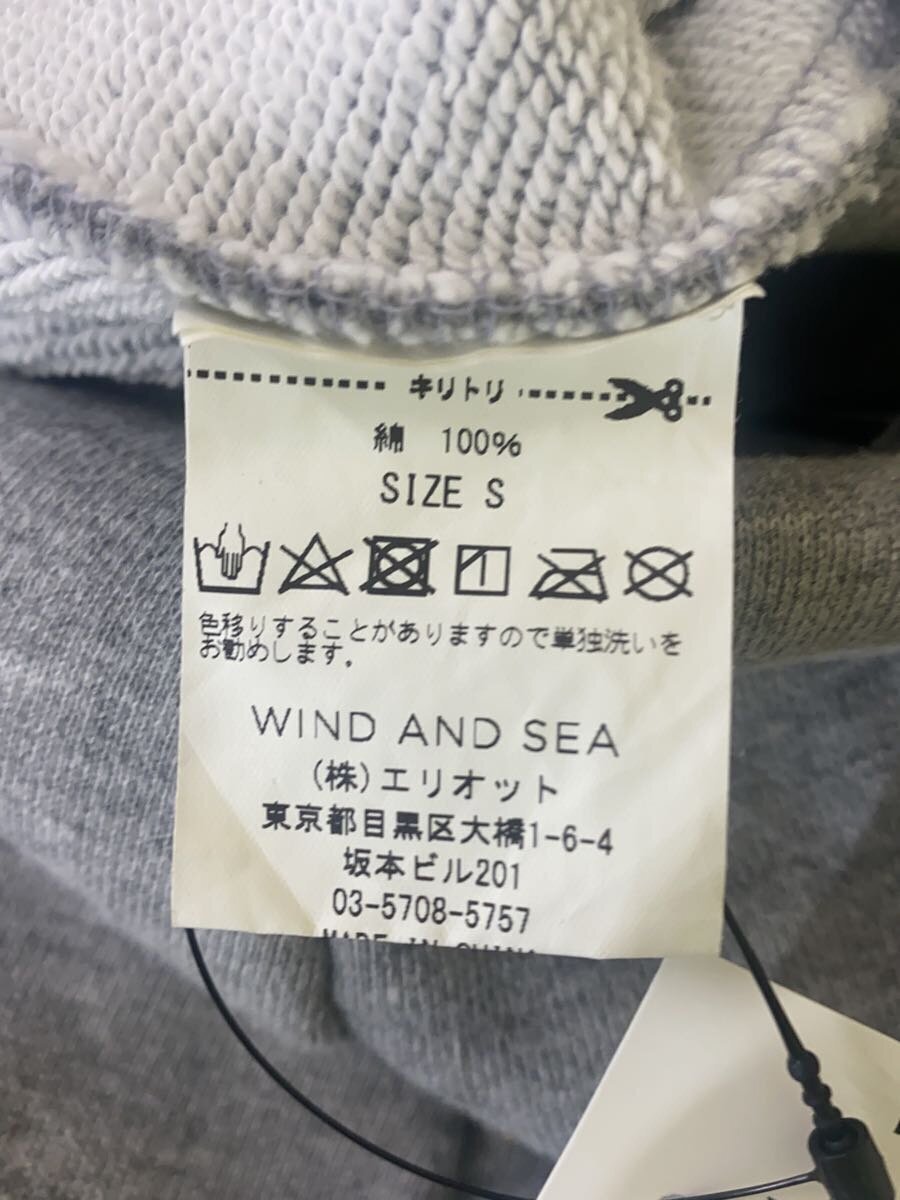 キリトリ
綿 100%
SIZE S
色移りすることがありますので単独洗いを
お勧めします。
WIND AND SEA
(株)エリオット
東京都目黒区大橋1-6-4
坂本ビル201
03-5708-5757
MADE IN CHINA